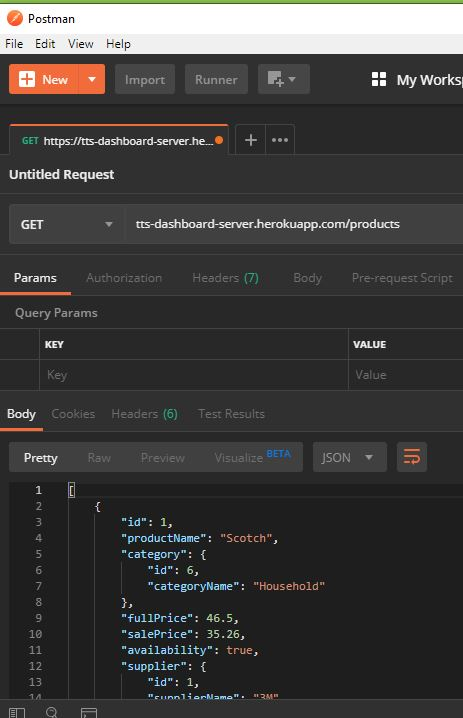 Postman
File Edit View Help
New Import Runner My Works
GET https://tts-dashboard-server.he...
Untitled Request
GET tts-dashboard-server.herokuapp.com/products
Params Authorization Headers (7) Body Pre-request Script
Query Params
KEY VALUE
Key Value
Body Cookies Headers (6) Test Results
Pretty Raw Preview Visualize BETA JSON
1 [
2 {
3 "id": 1,
4 "productName": "Scotch",
5 "category": {
6 "id": 6,
7 "categoryName": "Household"
8 },
9 "fullPrice": 46.5,
10 "salePrice": 35.26,
11 "availability": true,
12 "supplier": {
13 "id": 1,
14 "supplierName": "3M"